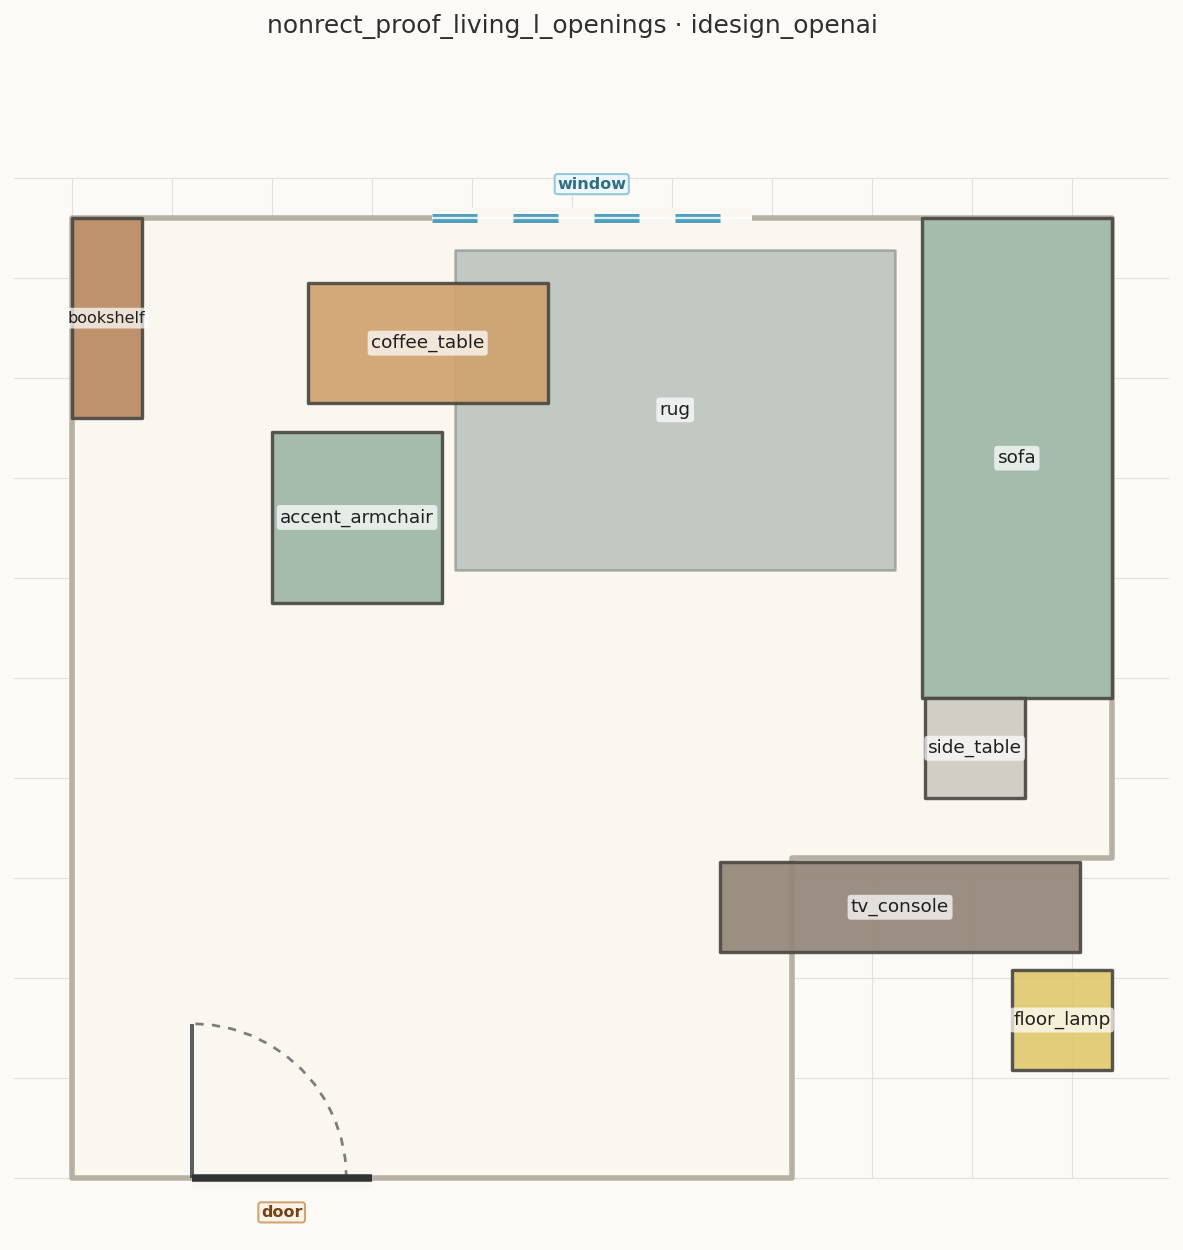 nonrect_proof_living_l_openings · idesign_openai
window
bookshelf
coffee_table
rug
sofa
accent_armchair
side_table
tv_console
floor_lamp
door